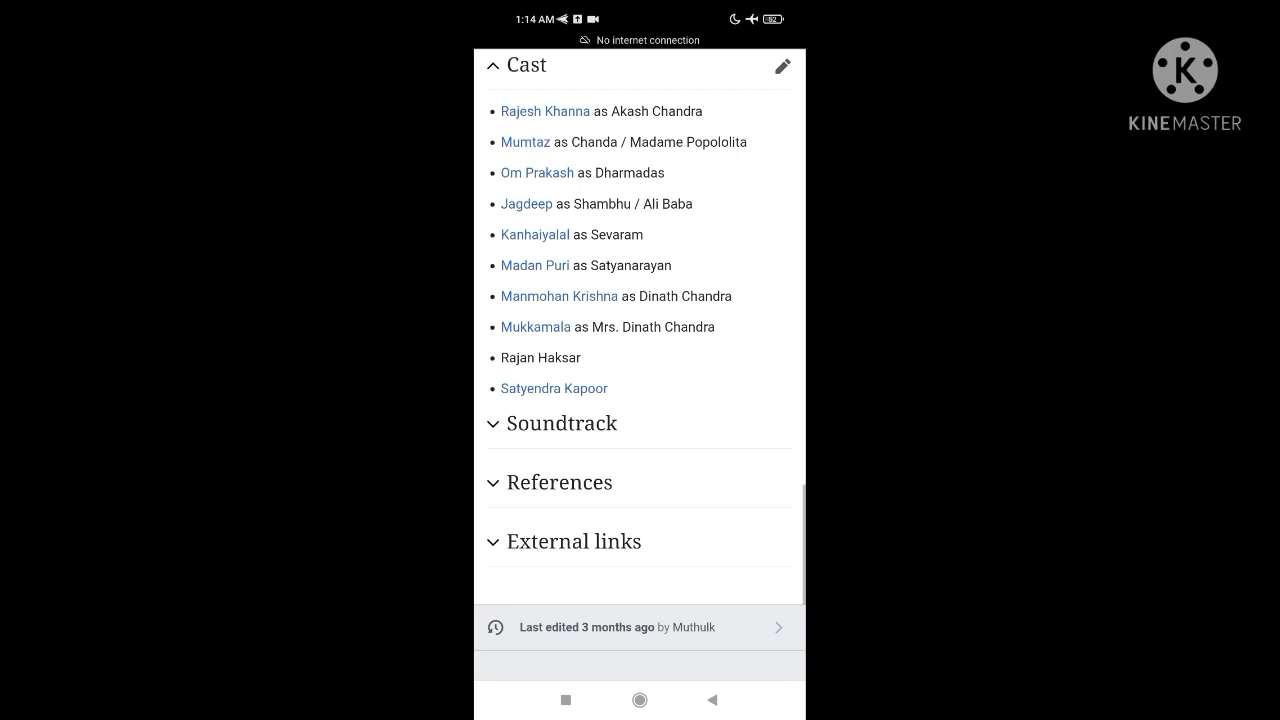 1:14 AM
52
No internet connection
Cast
KINEMASTER
K
• Rajesh Khanna as Akash Chandra
• Mumtaz as Chanda / Madame Popololita
• Om Prakash as Dharmadas
• Jagdeep as Shambhu / Ali Baba
• Kanhaiyalal as Sevaram
• Madan Puri as Satyanarayan
• Manmohan Krishna as Dinath Chandra
• Mukkamala as Mrs. Dinath Chandra
• Rajan Haksar
• Satyendra Kapoor
Soundtrack
References
External links
Last edited 3 months ago by Muthulk